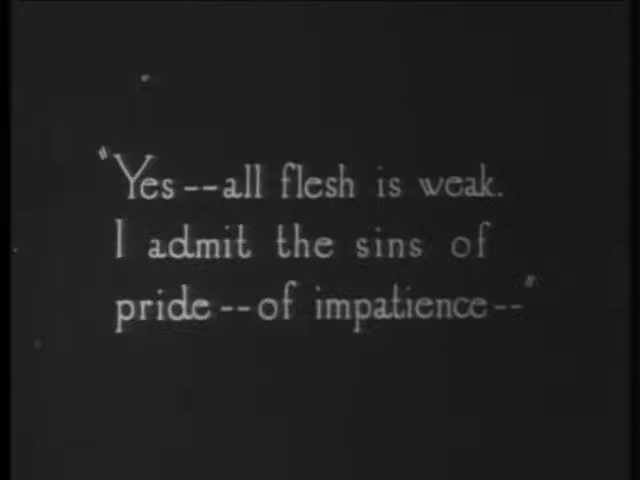 "Yes--all flesh is weak.
I admit the sins of
pride--of impatience--"